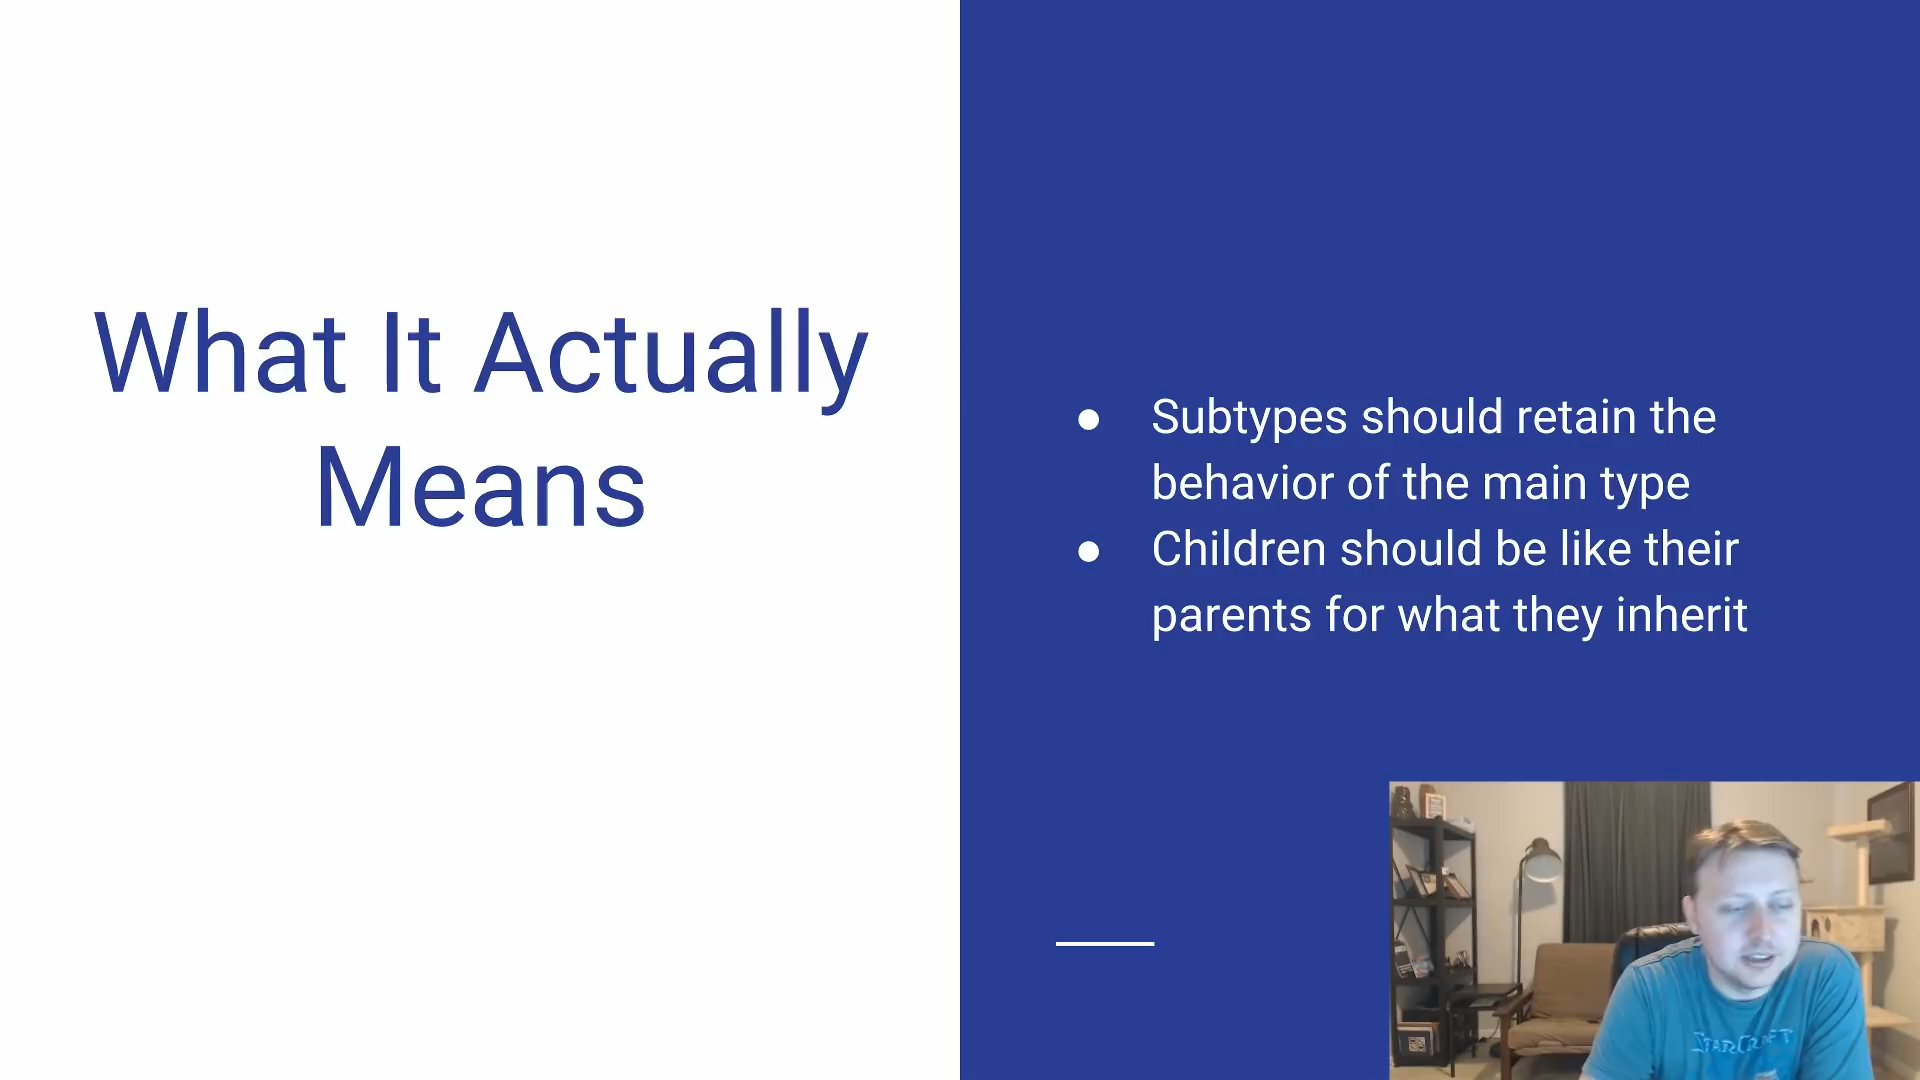 What It Actually
Means
● Subtypes should retain the
behavior of the main type
● Children should be like their
parents for what they inherit
STARCRAFT